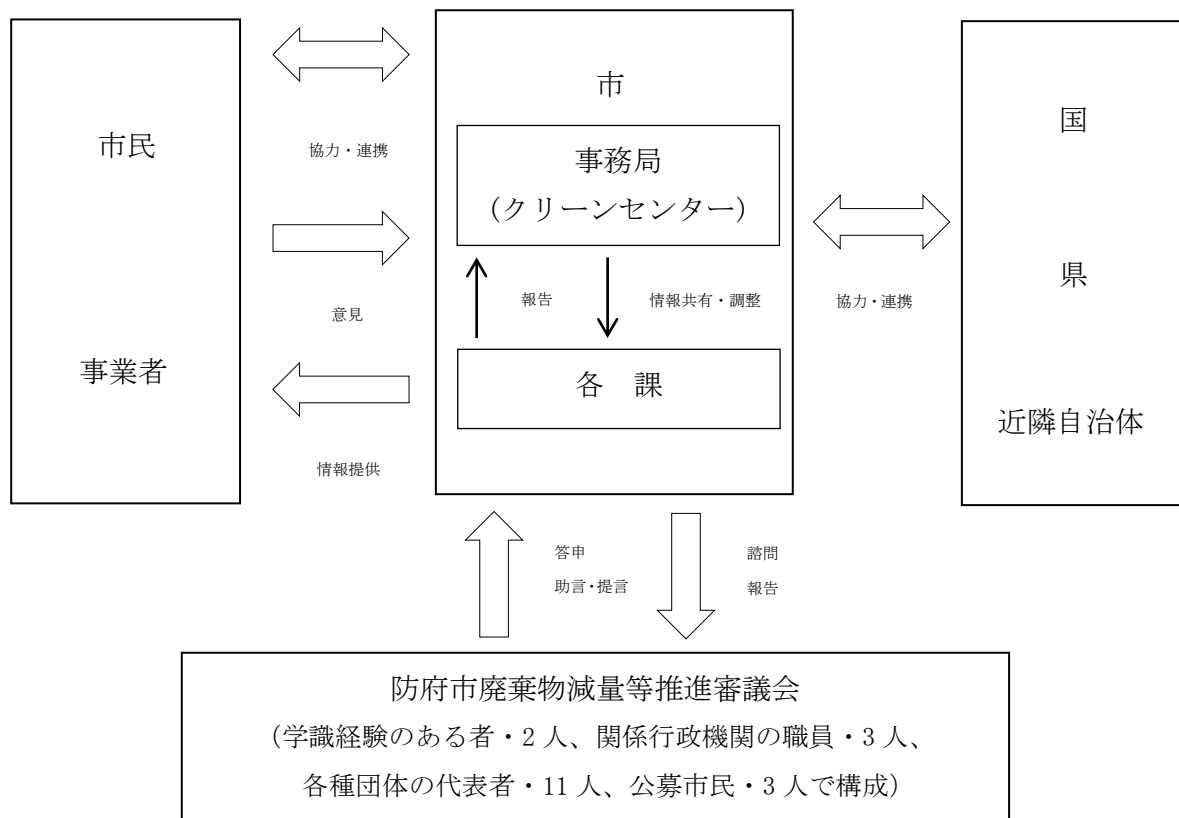 市民
事業者
協力・連携
意見
情報提供
市
事務局
(クリーンセンター)
報告
情報共有・調整
各　課
協力・連携
国
県
近隣自治体
答申
助言・提言
諮問
報告
防府市廃棄物減量等推進審議会
(学識経験のある者・2 人、関係行政機関の職員・3 人、
各種団体の代表者・11 人、公募市民・3 人で構成)